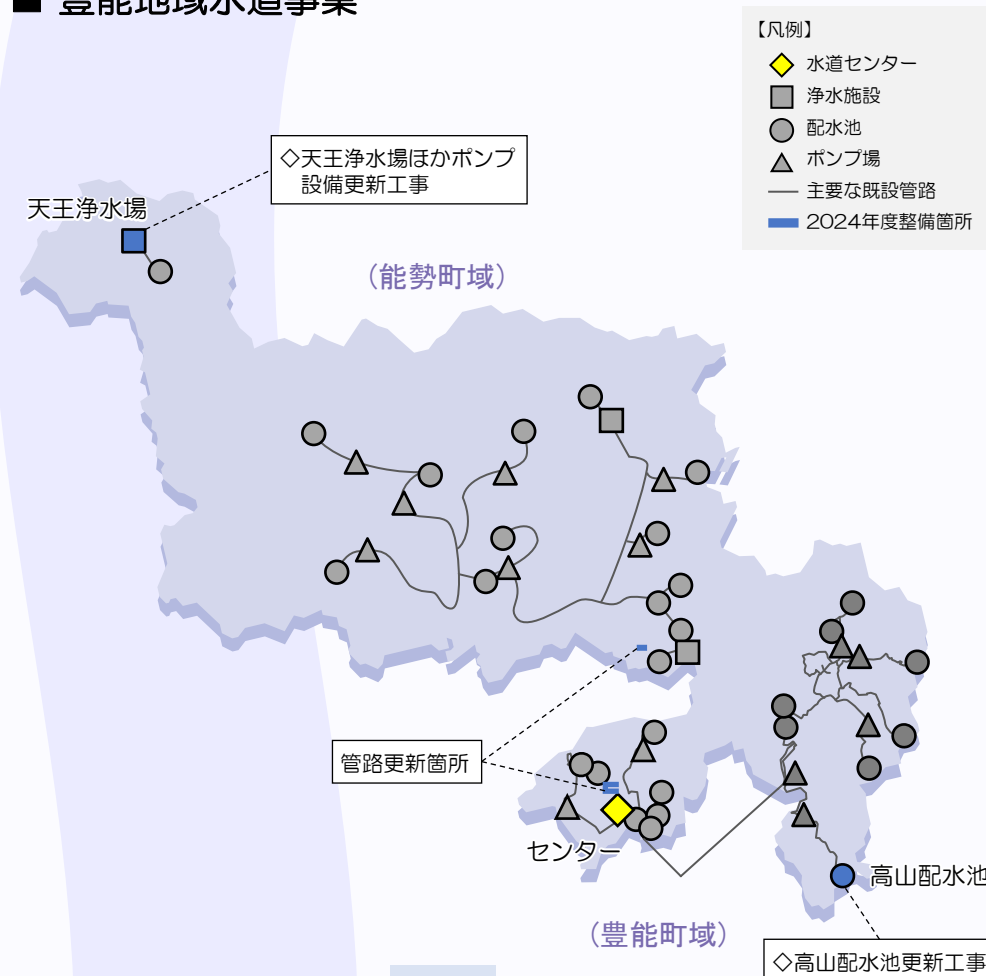 ■ 豊能地域水道事業
【凡例】
水道センター
浄水施設
配水池
ポンプ場
主要な既設管路
2024年度整備箇所
◇天王浄水場ほかポンプ
設備更新工事
天王浄水場
（能勢町域）
管路更新箇所
センター
高山配水池
（豊能町域）
◇高山配水池更新工事